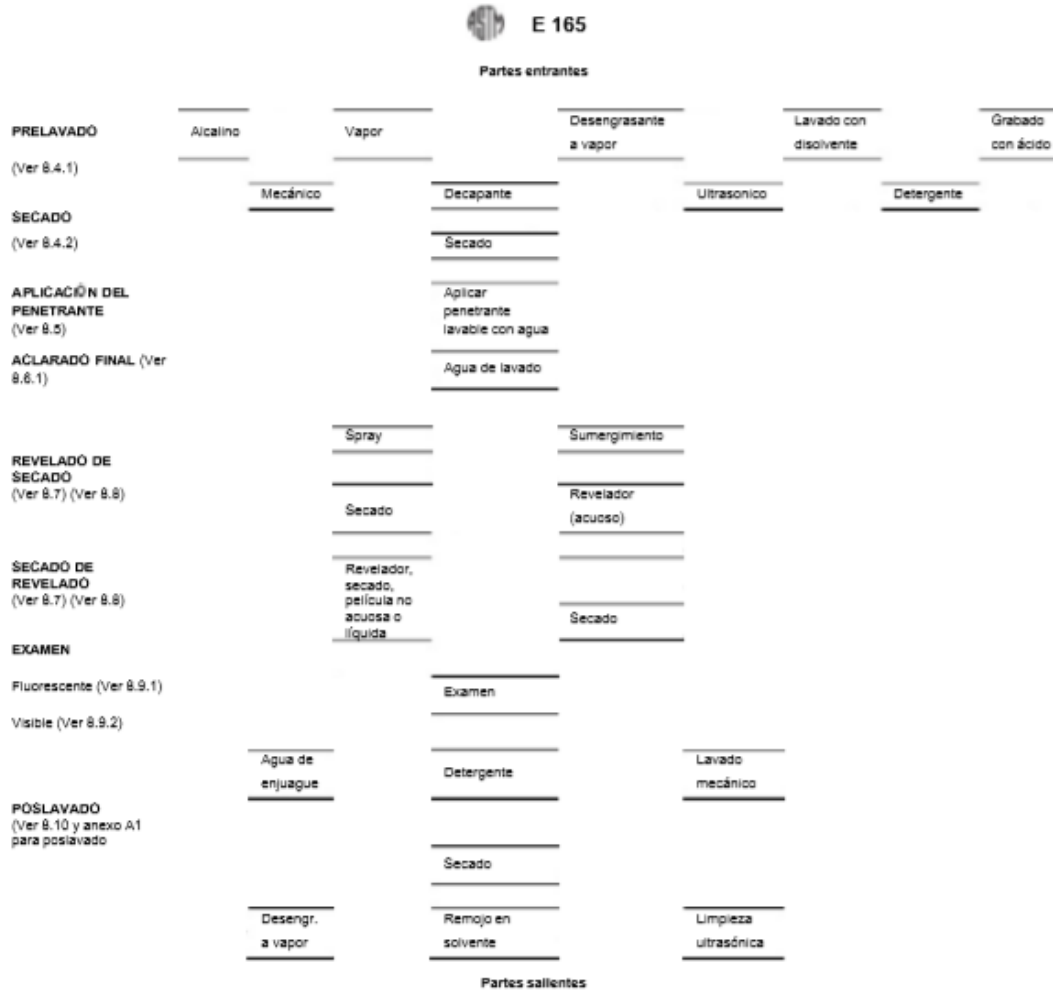 ASTM E 165
Partes entrantes
PRELAVADO
(Ver 8.4.1)
Alcalino
Vapor
Desengrasante
a vapor
Lavado con
disolvente
Grabado
con ácido
Mecánico
Decapante
Ultrasonico
Detergente
SECADO
(Ver 8.4.2)
Secado
APLICACIÓN DEL
PENETRANTE
(Ver 8.5)
Aplicar
penetrante
lavable con agua
ACLARADO FINAL (Ver
8.6.1)
Agua de lavado
Spray
Sumergimiento
REVELADO DE
SECADO
(Ver 8.7) (Ver 8.8)
Secado
Revelador
(acuoso)
SECADO DE
REVELADO
(Ver 8.7) (Ver 8.8)
Revelador,
secado,
película no
acuosa o
líquida
Secado
EXAMEN
Fluorescente (Ver 8.9.1)
Visible (Ver 8.9.2)
Examen
Agua de
enjuague
Detergente
Lavado
mecánico
POSLAVADO
(Ver 8.10 y anexo A1
para poslavado
Secado
Desengr.
a vapor
Remojo en
solvente
Limpieza
ultrasónica
Partes salientes